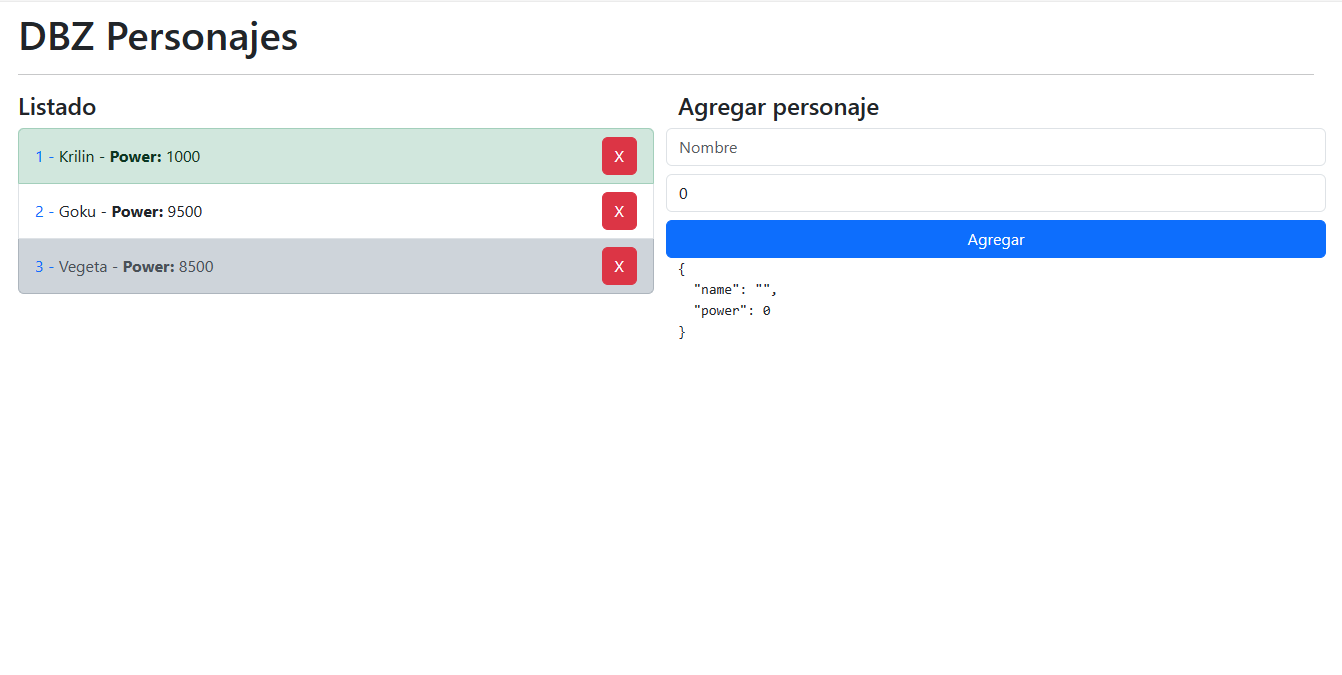 DBZ Personajes
Listado
1 - Krilin - Power: 1000
X
2 - Goku - Power: 9500
X
3 - Vegeta - Power: 8500
X
Agregar personaje
Nombre
0
Agregar
{
  "name": "",
  "power": 0
}